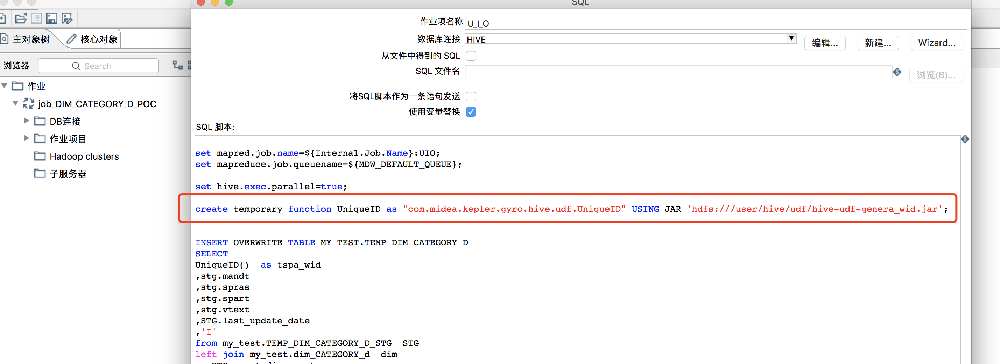 SQL
主对象树
核心对象
浏览器
Search
作业
job_DIM_CATEGORY_D_POC
DB连接
作业项目
Hadoop clusters
子服务器
作业项名称 U_I_O
数据库连接 HIVE 编辑... 新建... Wizard...
从文件中得到的 SQL
SQL 文件名 浏览(B)...
将SQL脚本作为一条语句发送
使用变量替换
SQL 脚本:
set mapred.job.name=${Internal.Job.Name}:UIO;
set mapreduce.job.queuename=${MDW_DEFAULT_QUEUE};
set hive.exec.parallel=true;
create temporary function UniqueID as "com.midea.kepler.gyro.hive.udf.UniqueID" USING JAR 'hdfs:///user/hive/udf/hive-udf-genera_wid.jar';
INSERT OVERWRITE TABLE MY_TEST.TEMP_DIM_CATEGORY_D
SELECT
UniqueID()  as tspa_wid
,stg.mandt
,stg.spras
,stg.spart
,stg.vtext
,STG.last_update_date
,'I'
from my_test.TEMP_DIM_CATEGORY_D_STG  STG
left join my_test.dim_CATEGORY_d  dim